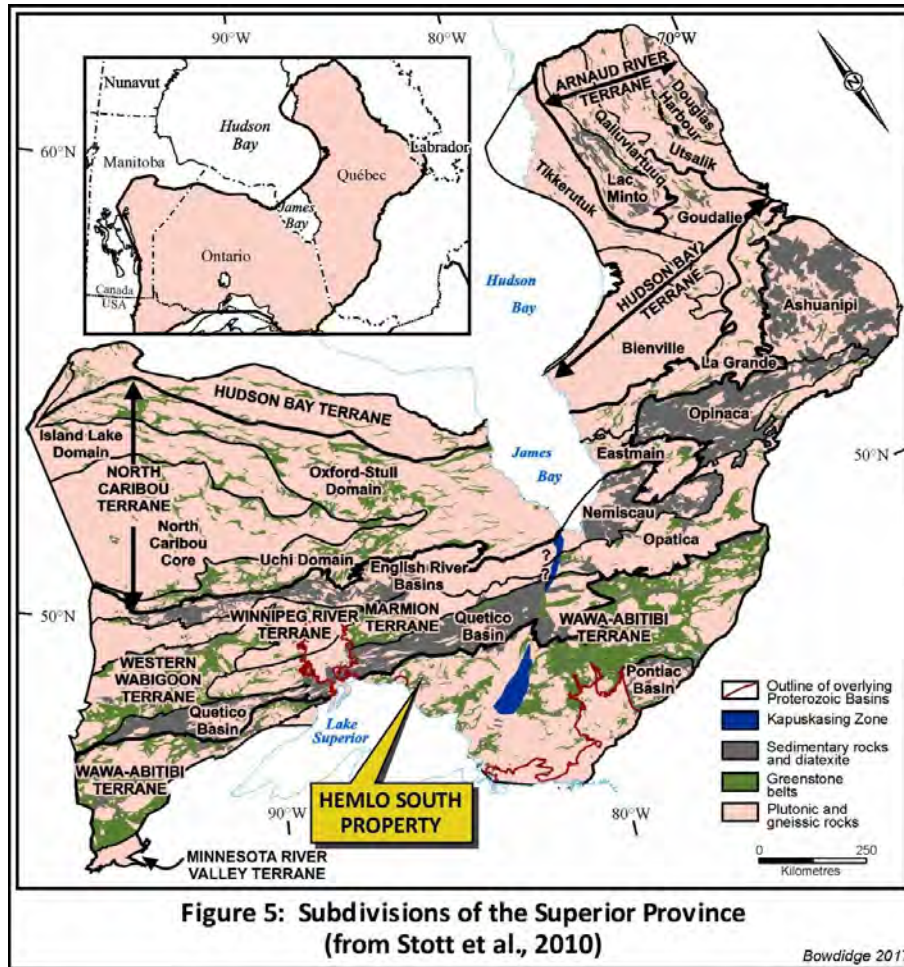 90°W
80°W
70°W
60°N
Nunavut
Manitoba
Hudson
Bay
Labrador
Québec
James
Bay
Ontario
Canada
USA
N
ARNAUD RIVER
TERRANE
Douglas
Harbour
Qalluviartuuq
Utsalik
Tikkerutuk
Lac
Minto
Goudalie
HUDSON BAY
TERRANE
Hudson
Bay
Ashuanipi
Bienville
La Grande
Opinaca
HUDSON BAY TERRANE
Island Lake
Domain
NORTH
CARIBOU
TERRANE
Oxford-Stull
Domain
James
Bay
Eastmain
50°N
Nemiscau
Opatica
North
Caribou
Core
Uchi Domain
English River
Basins
?
?
50°N
WINNIPEG RIVER
TERRANE
MARMION
TERRANE
Quetico
Basin
WAWA-ABITIBI
TERRANE
WESTERN
WABIGOON
TERRANE
Pontiac
Basin
Quetico
Basin
Lake
Superior
WAWA-ABITIBI
TERRANE
HEMLO SOUTH
PROPERTY
90°W
80°W
MINNESOTA RIVER
VALLEY TERRANE
Outline of overlying
Proterozoic Basins
Kapuskasing Zone
Sedimentary rocks
and diatexite
Greenstone
belts
Plutonic and
gneissic rocks
0 250
Kilometres
Figure 5: Subdivisions of the Superior Province
(from Stott et al., 2010)
Bowdidge 2017